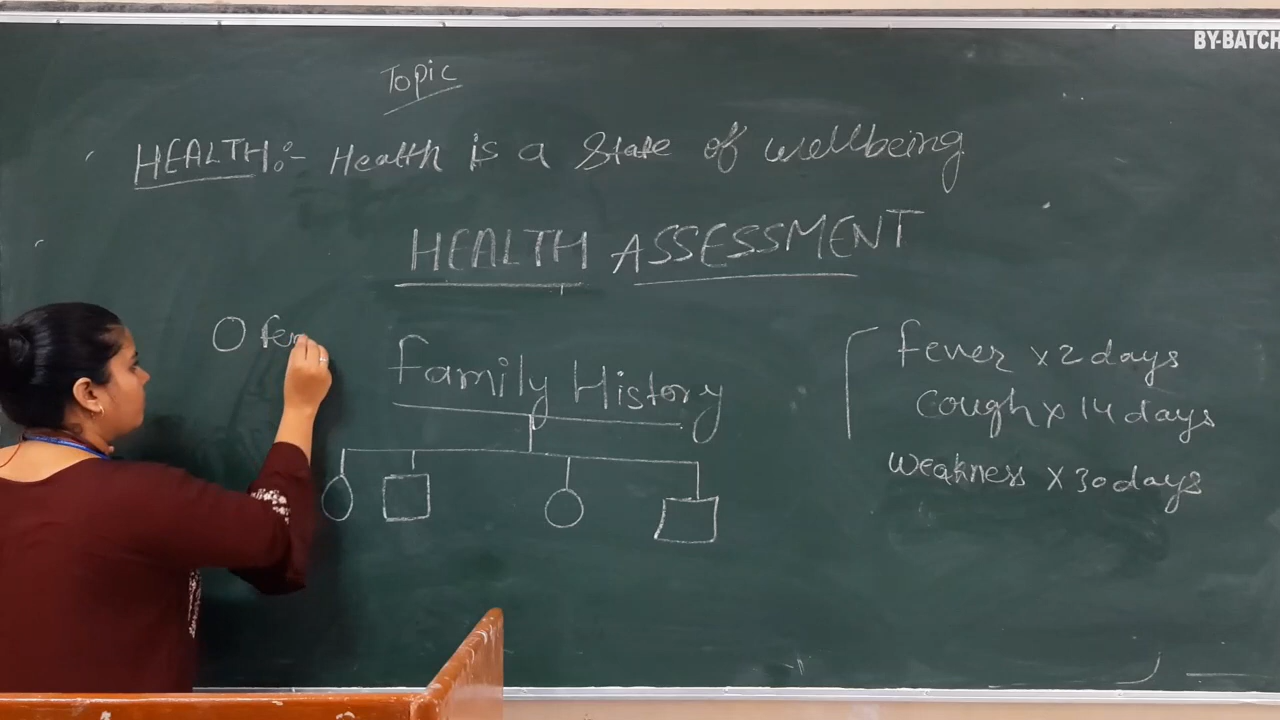 BY-BATCH
Topic
HEALTH:- Health is a State of wellbeing
HEALTH ASSESSMENT
O fem
family History
fever x 2 days
Cough x 14 days
weakness x 30 days